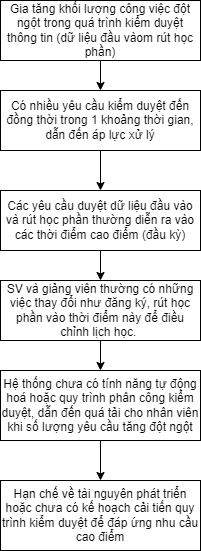 Gia tăng khối lượng công việc đột
ngột trong quá trình kiểm duyệt
thông tin (dữ liệu đầu vàom rút học
phần)
Có nhiều yêu cầu kiểm duyệt đến
đồng thời trong 1 khoảng thời gian,
dẫn đến áp lực xử lý
Các yêu cầu duyệt dữ liệu đầu vào
và rút học phần thường diễn ra vào
các thời điểm cao điểm (đầu kỳ)
SV và giảng viên thường có những
việc thay đổi như đăng ký, rút học
phần vào thời điểm này để điều
chỉnh lịch học.
Hệ thống chưa có tính năng tự động
hoá hoặc quy trình phân công kiểm
duyệt, dẫn đến quá tải cho nhân viên
khi số lượng yêu cầu tăng đột ngột
Hạn chế về tài nguyên phát triển
hoặc chưa có kế hoạch cải tiến quy
trình kiểm duyệt để đáp ứng nhu cầu
cao điểm